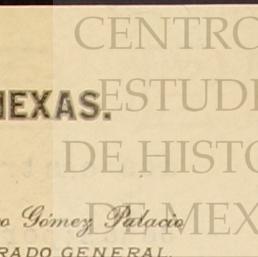 CENTRO
ESTUDI
DE HISTO
DE MEX
NEXAS.
o Gómez Palacio
RADO GENERAL.